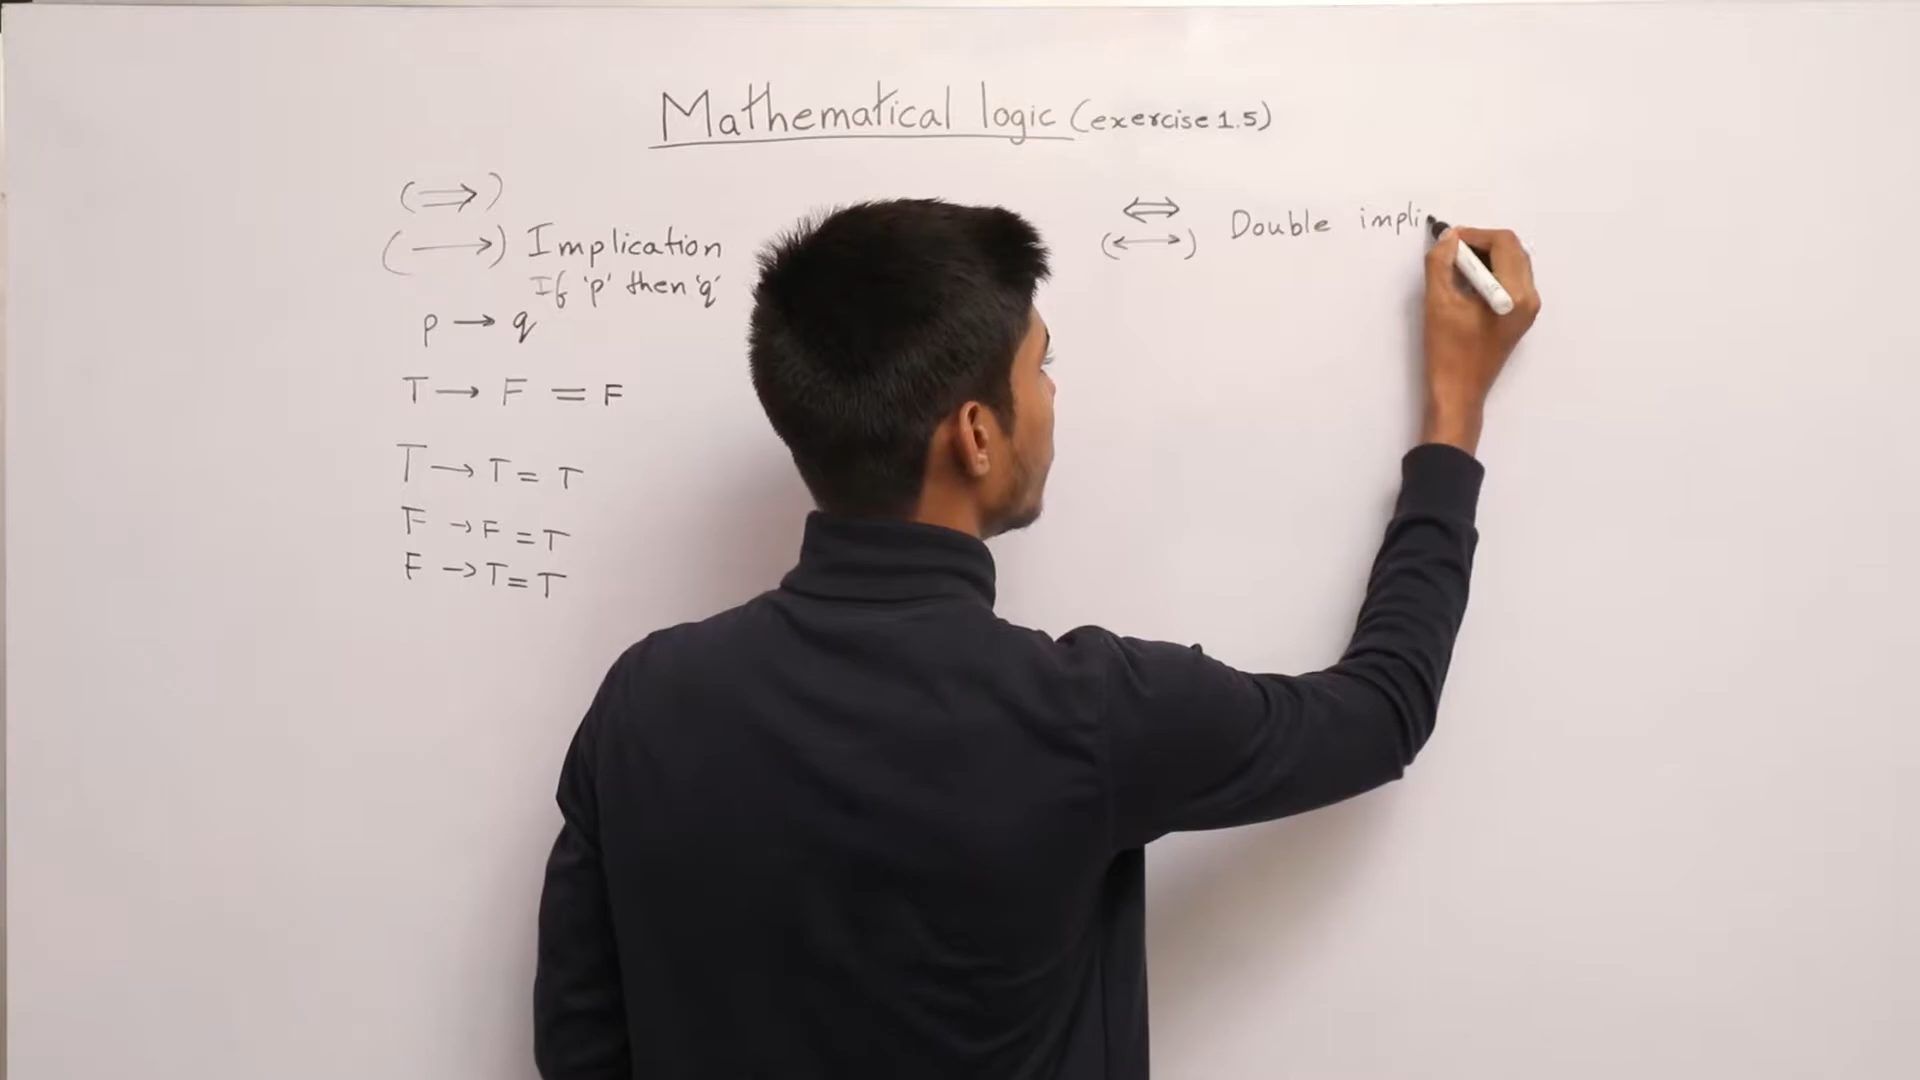 Mathematical logic (exercise 1.5)
(⇒)
(→) Implication
If 'p' then 'q'
p → q
T → F = F
T → T = T
F → F = T
F → T = T
⇔
(↔) Double impli